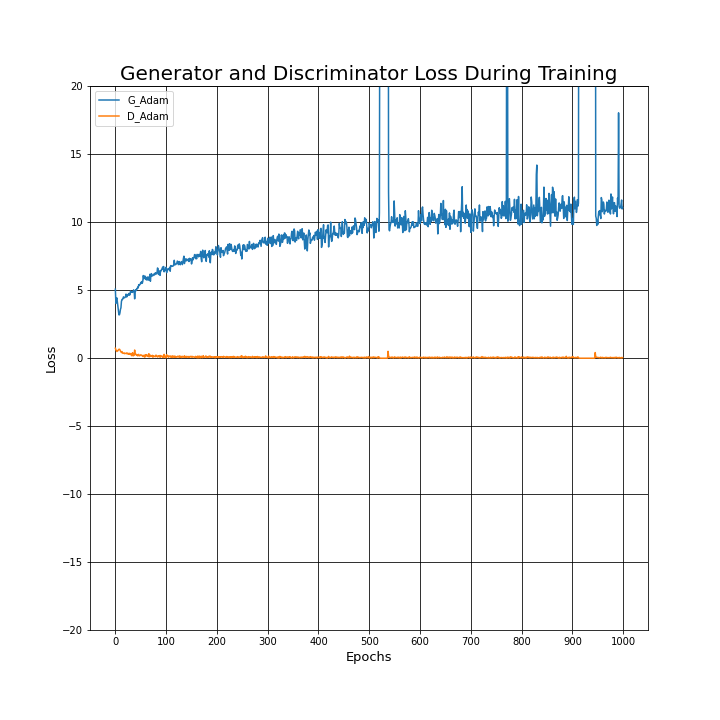 Generator and Discriminator Loss During Training
G_Adam
D_Adam
20
15
10
5
0
−5
−10
−15
−20
Loss
0 100 200 300 400 500 600 700 800 900 1000
Epochs